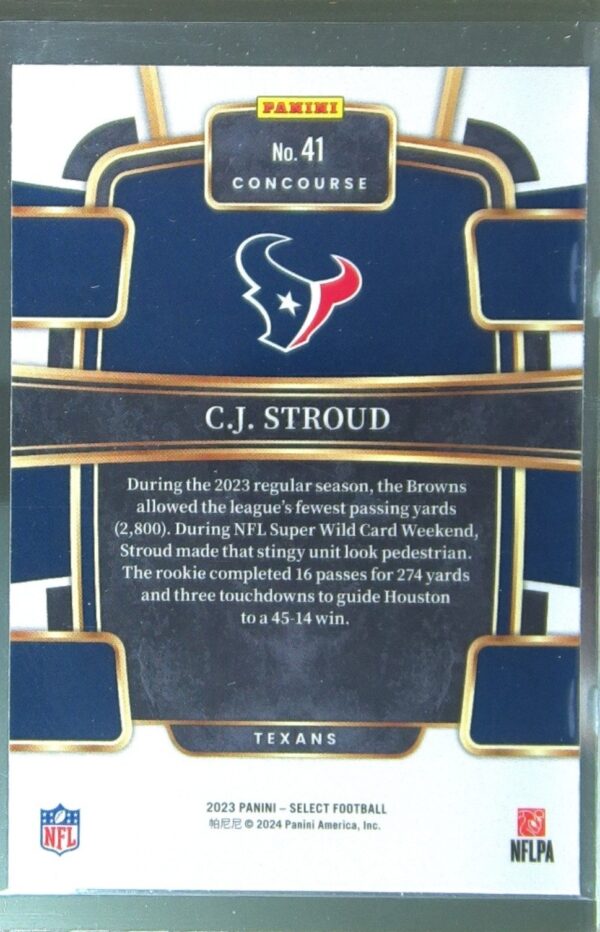 PANINI
No. 41
CONCOURSE
C.J. STROUD
During the 2023 regular season, the Browns
allowed the league's fewest passing yards
(2,800). During NFL Super Wild Card Weekend,
Stroud made that stingy unit look pedestrian.
The rookie completed 16 passes for 274 yards
and three touchdowns to guide Houston
to a 45-14 win.
TEXANS
2023 PANINI – SELECT FOOTBALL
帕尼尼 © 2024 Panini America, Inc.
NFL
NFLPA